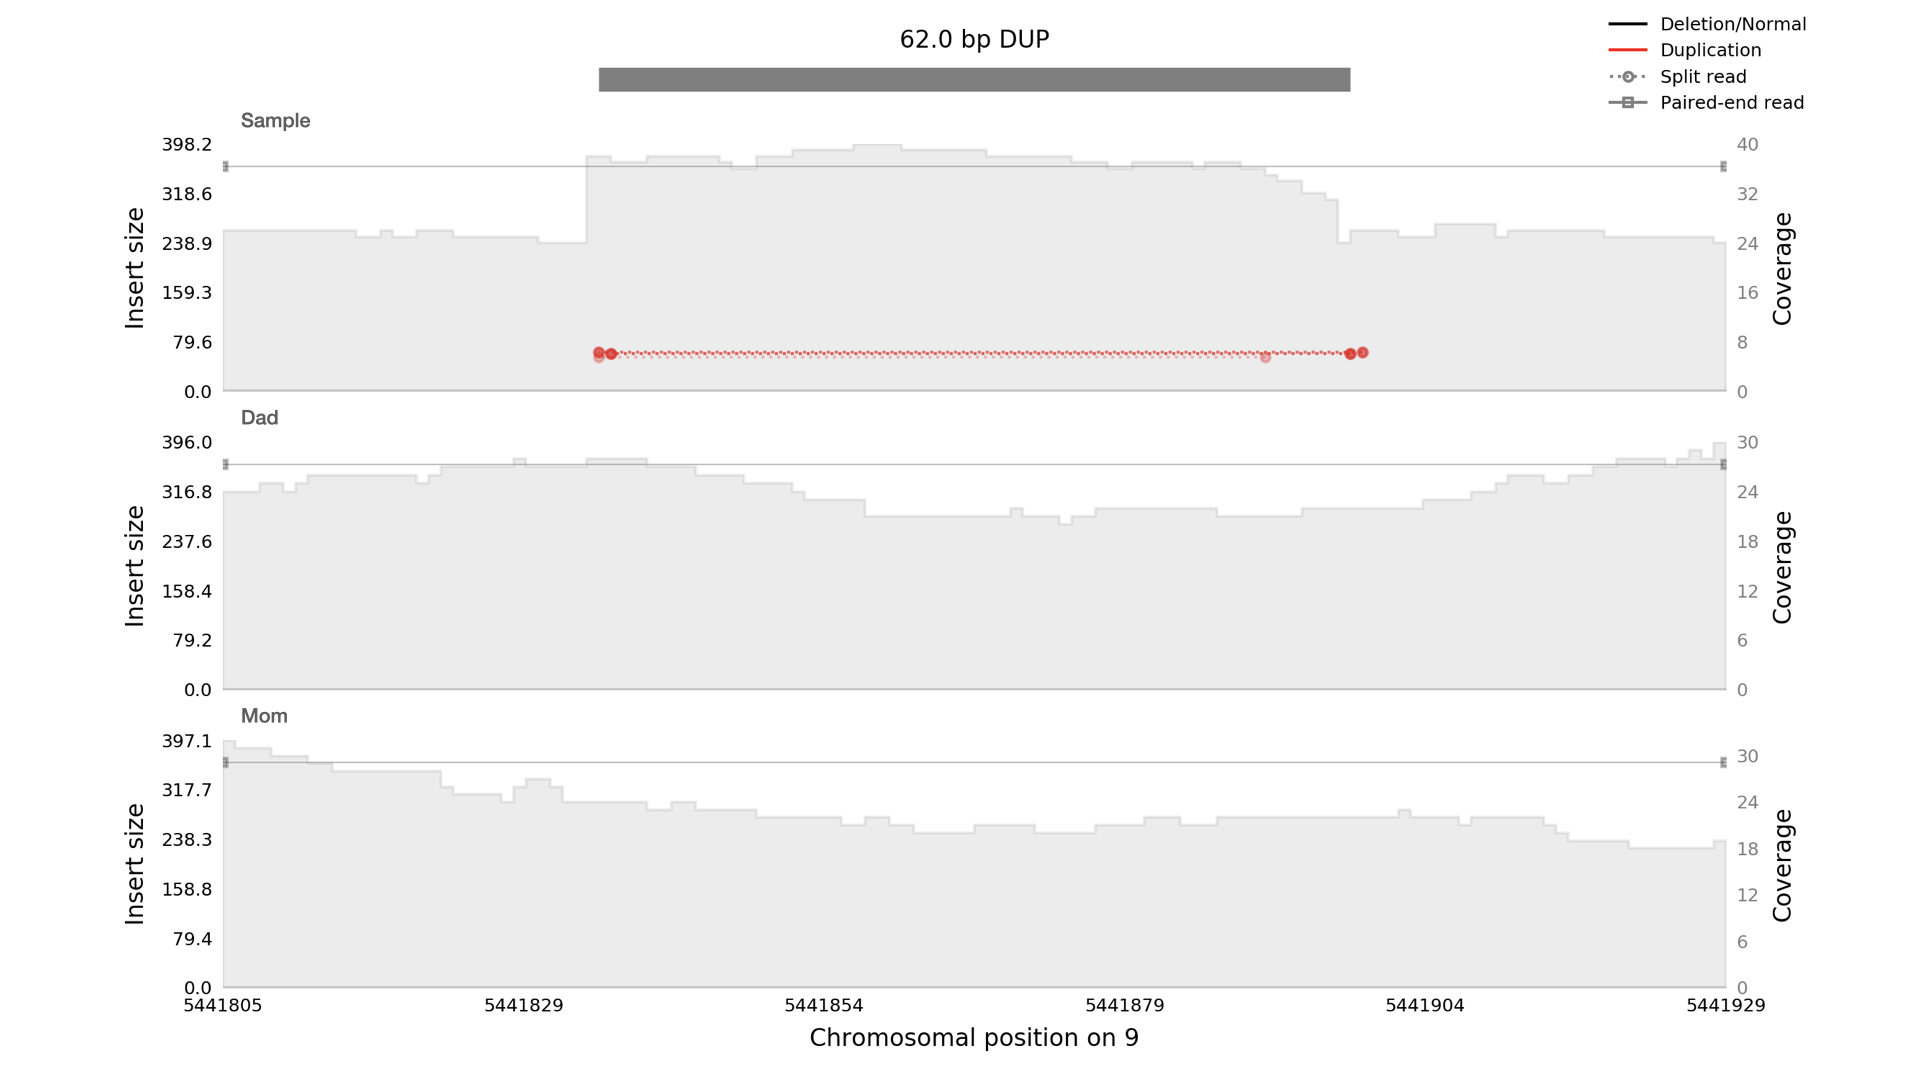 62.0 bp DUP
Deletion/Normal
Duplication
Split read
Paired-end read
Sample
398.2
318.6
238.9
159.3
79.6
0.0
Insert size
40
32
24
16
8
0
Coverage
Dad
396.0
316.8
237.6
158.4
79.2
0.0
Insert size
30
24
18
12
6
0
Coverage
Mom
397.1
317.7
238.3
158.8
79.4
0.0
Insert size
30
24
18
12
6
0
Coverage
5441805 5441829 5441854 5441879 5441904 5441929
Chromosomal position on 9